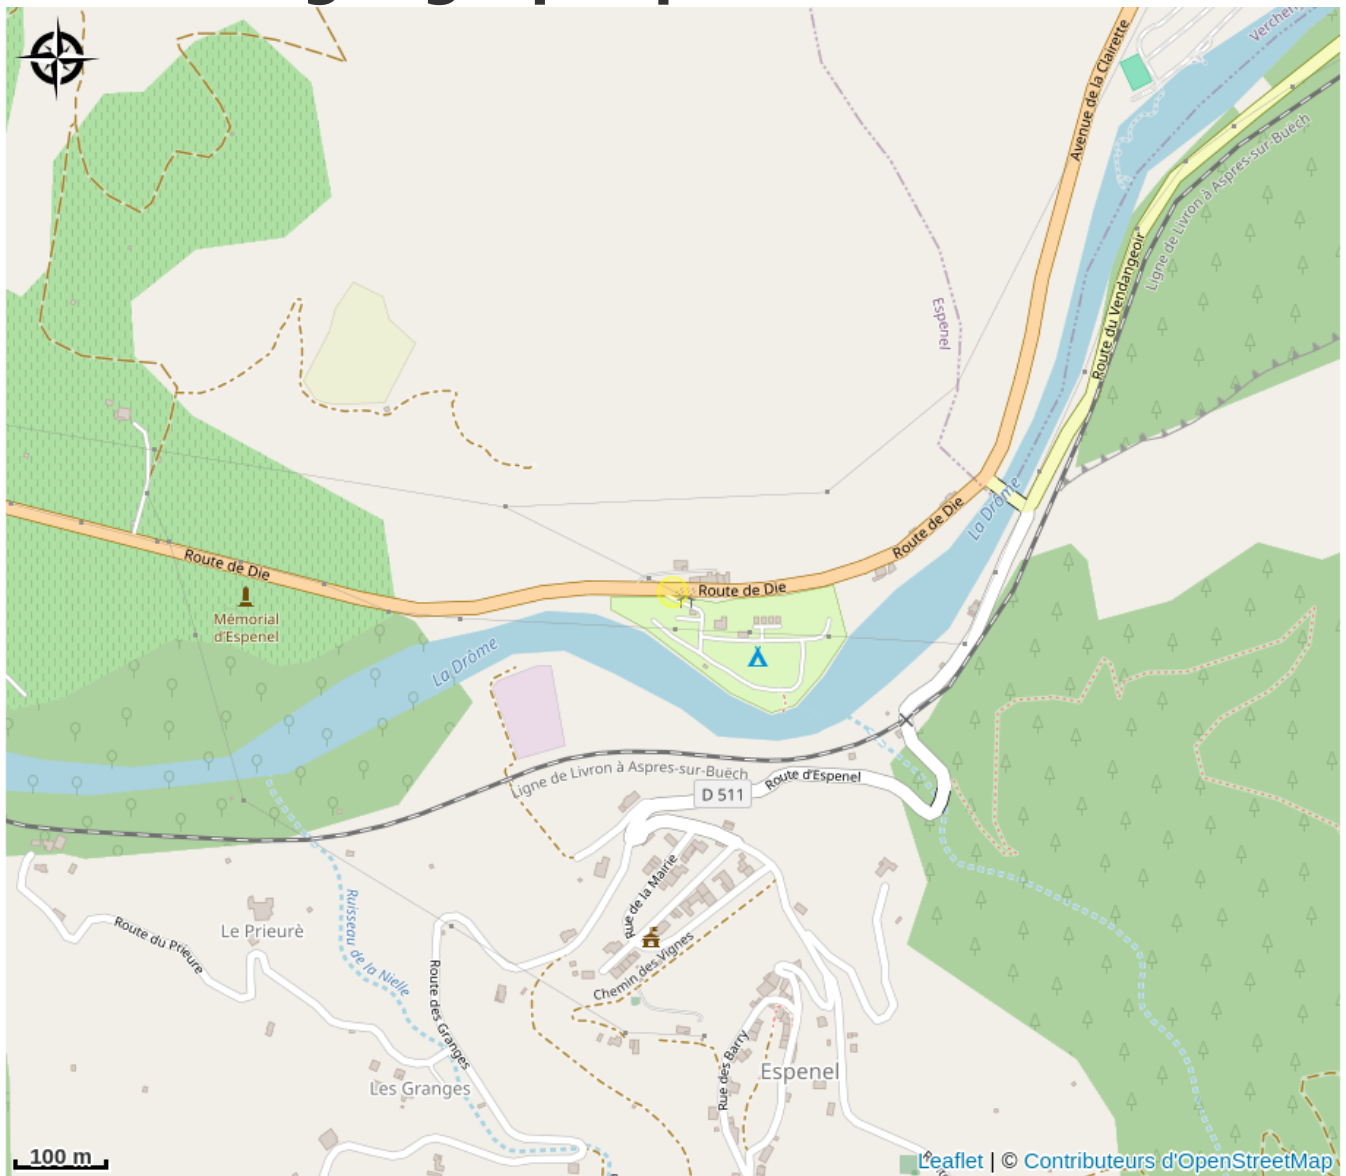 Verchen
Avenue de la Clairette
Ligne de Livron à Aspres-sur-Buëch
Route du Vendangeoir
Espenel
La Drôme
Route de Die
Route de Die
Route de Die
Mémorial
d'Espenel
La Drôme
Ligne de Livron à Aspres-sur-Buëch
Route d'Espenel
D 511
Rue de la Mairie
Ruisseau de la Nielle
Le Prieurè
Route du Prieure
Chemin des Vignes
Route des Granges
Rue des Barry
Espenel
Les Granges
100 m
Leaflet | © Contributeurs d'OpenStreetMap